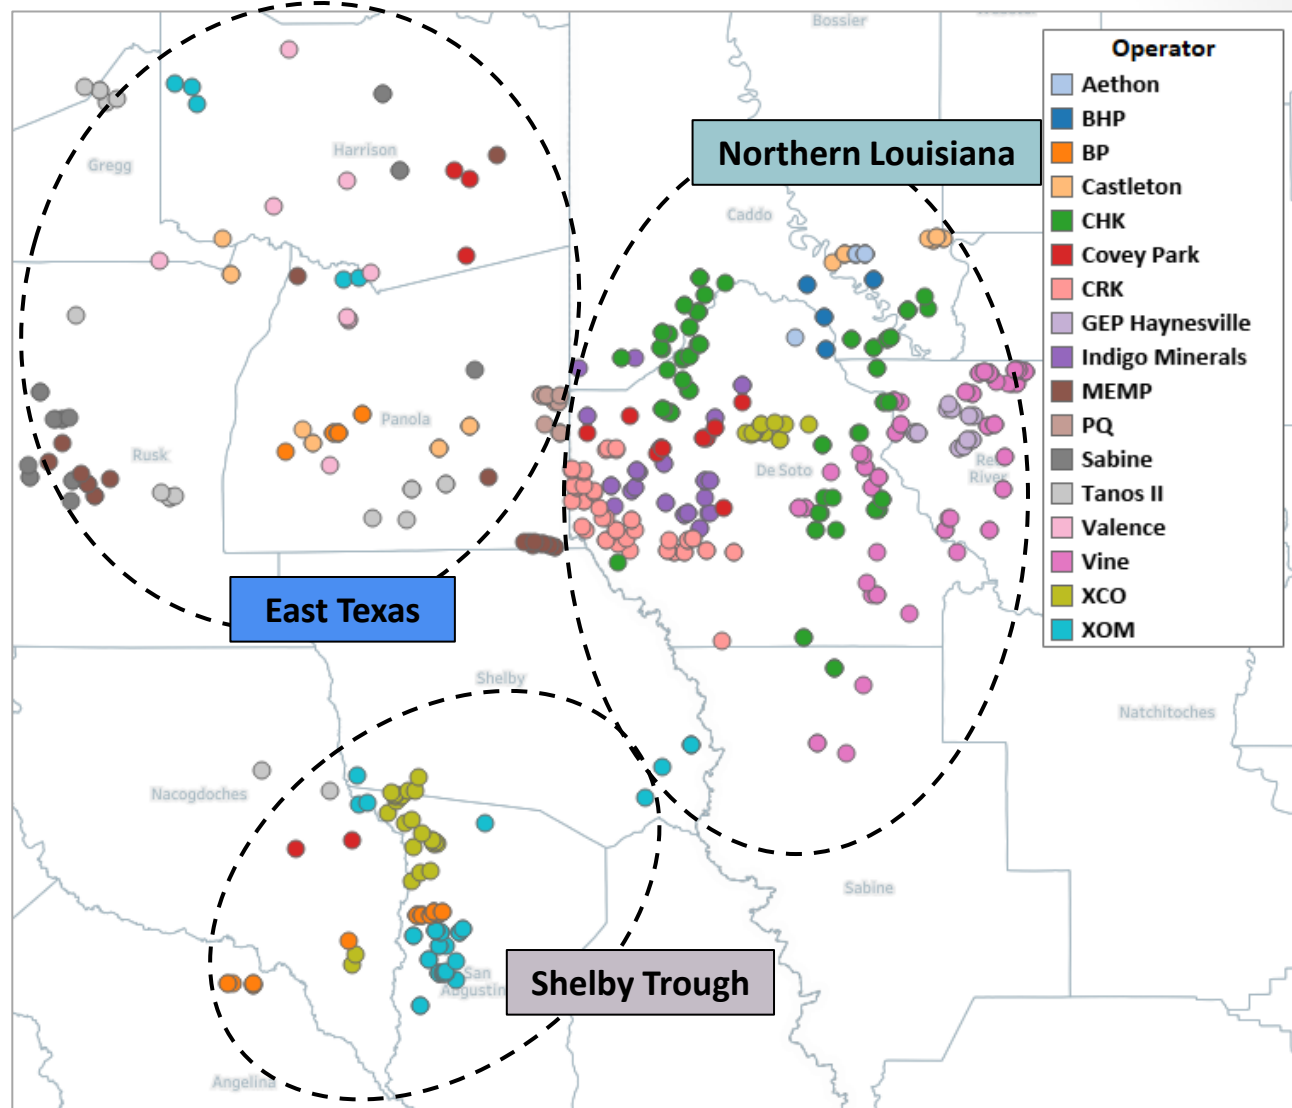 Bossier
Operator
Aethon
BHP
BP
Castleton
CHK
Covey Park
CRK
GEP Haynesville
Indigo Minerals
MEMP
PQ
Sabine
Tanos II
Valence
Vine
XCO
XOM
Northern Louisiana
Harrison
Gregg
Caddo
Panola
Rusk
De Soto
Red
River
East Texas
Shelby
Natchitoches
Nacogdoches
Sabine
Shelby Trough
San
Augustin
Angelina